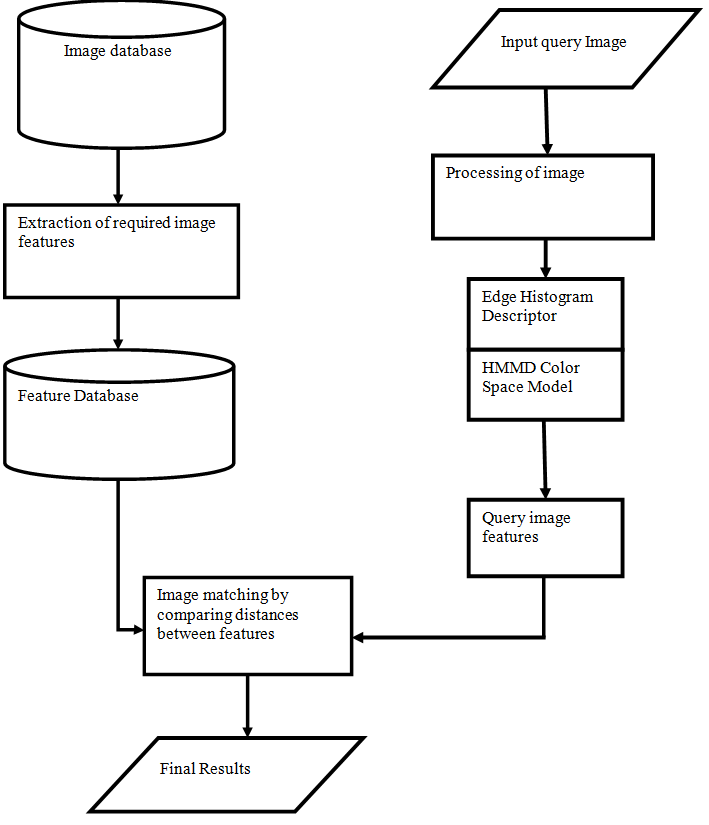 Image database
Input query Image
Processing of image
Extraction of required image
features
Edge Histogram
Descriptor
HMMD Color
Space Model
Feature Database
Query image
features
Image matching by
comparing distances
between features
Final Results